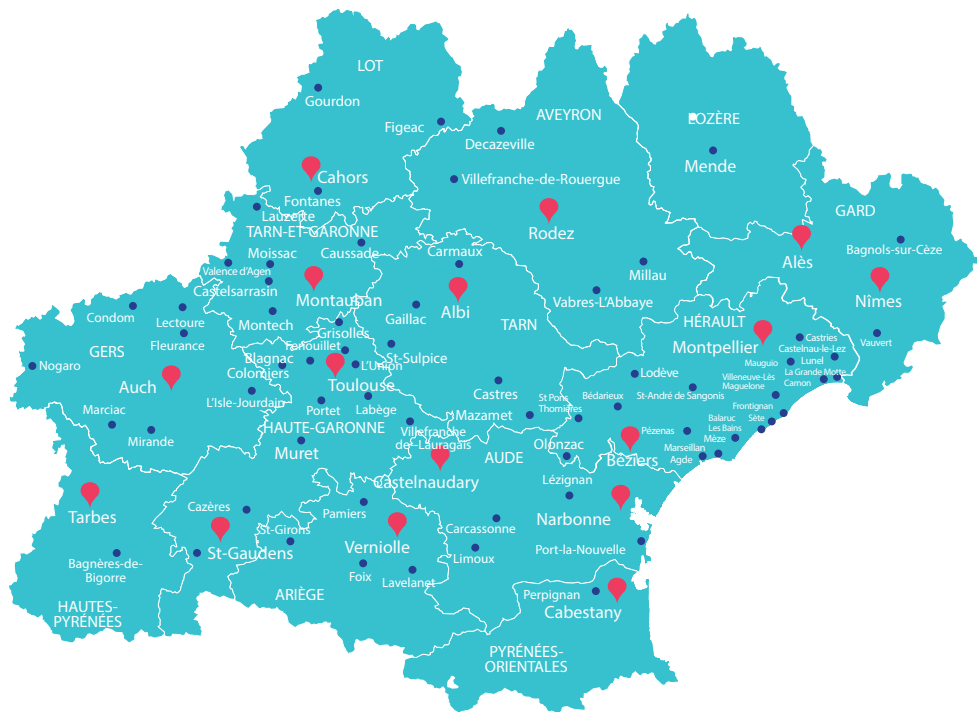 LOT
Gourdon
Figeac
AVEYRON
Decazeville
LOZÈRE
Mende
Cahors
Fontanes
Villefranche-de-Rouergue
Lauzette
TARN-ET-GARONNE
Rodez
GARD
Bagnols-sur-Cèze
Moissac
Caussade
Carmaux
Alès
Valence d'Agen
Castelsarrasin
Montauban
Millau
Vabres-L'Abbaye
Nîmes
Condom
Lectoure
Montech
Gaillac
Albi
TARN
HÉRAULT
Montpellier
Castries
Castelnau-le-Lez
Vauvert
GERS
Fleurance
Grisolles
Fenouillet
St-Sulpice
Mauguio
Lunel
Nogaro
Auch
Blagnac
Colomiers
L'Union
Toulouse
Lodève
La Grande Motte
Carnon
L'Isle-Jourdain
Castres
St-André de Sangonis
Villeneuve-Lès
Maguelone
Marciac
Mirande
Portet
Labège
HAUTE-GARONNE
Muret
Mazamet
St Pons
Thomières
Bédarieux
Frontignan
Sète
Balaruc
Les Bains
Mèze
Villefranche
de-Lauragais
Olonzac
Pézenas
Béziers
Marseillan
Agde
AUDE
Castelnaudary
Lézignan
Tarbes
Cazères
St-Girons
Pamiers
Narbonne
St-Gaudens
Verniolle
Carcassonne
Limoux
Port-la-Nouvelle
Bagnères-de-
Bigorre
Foix
Lavelanet
HAUTES-
PYRÉNÉES
ARIÈGE
Perpignan
Cabestany
PYRÉNÉES-
ORIENTALES